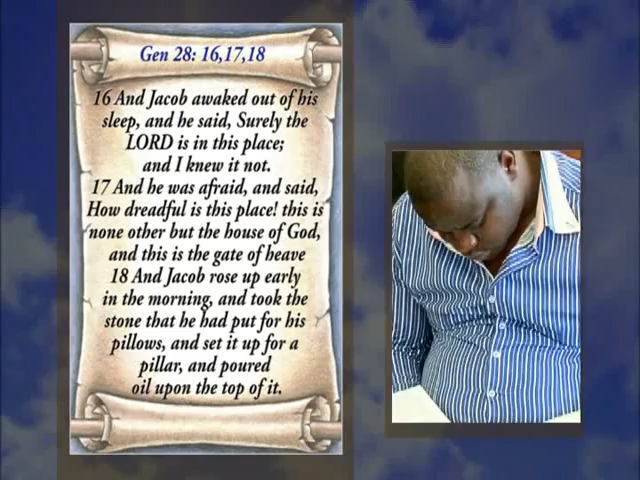 Gen 28: 16,17,18
16 And Jacob awaked out of his
sleep, and he said, Surely the
LORD is in this place;
and I knew it not.
17 And he was afraid, and said,
How dreadful is this place! this is
none other but the house of God,
and this is the gate of heave
18 And Jacob rose up early
in the morning, and took the
stone that he had put for his
pillows, and set it up for a
pillar, and poured
oil upon the top of it.